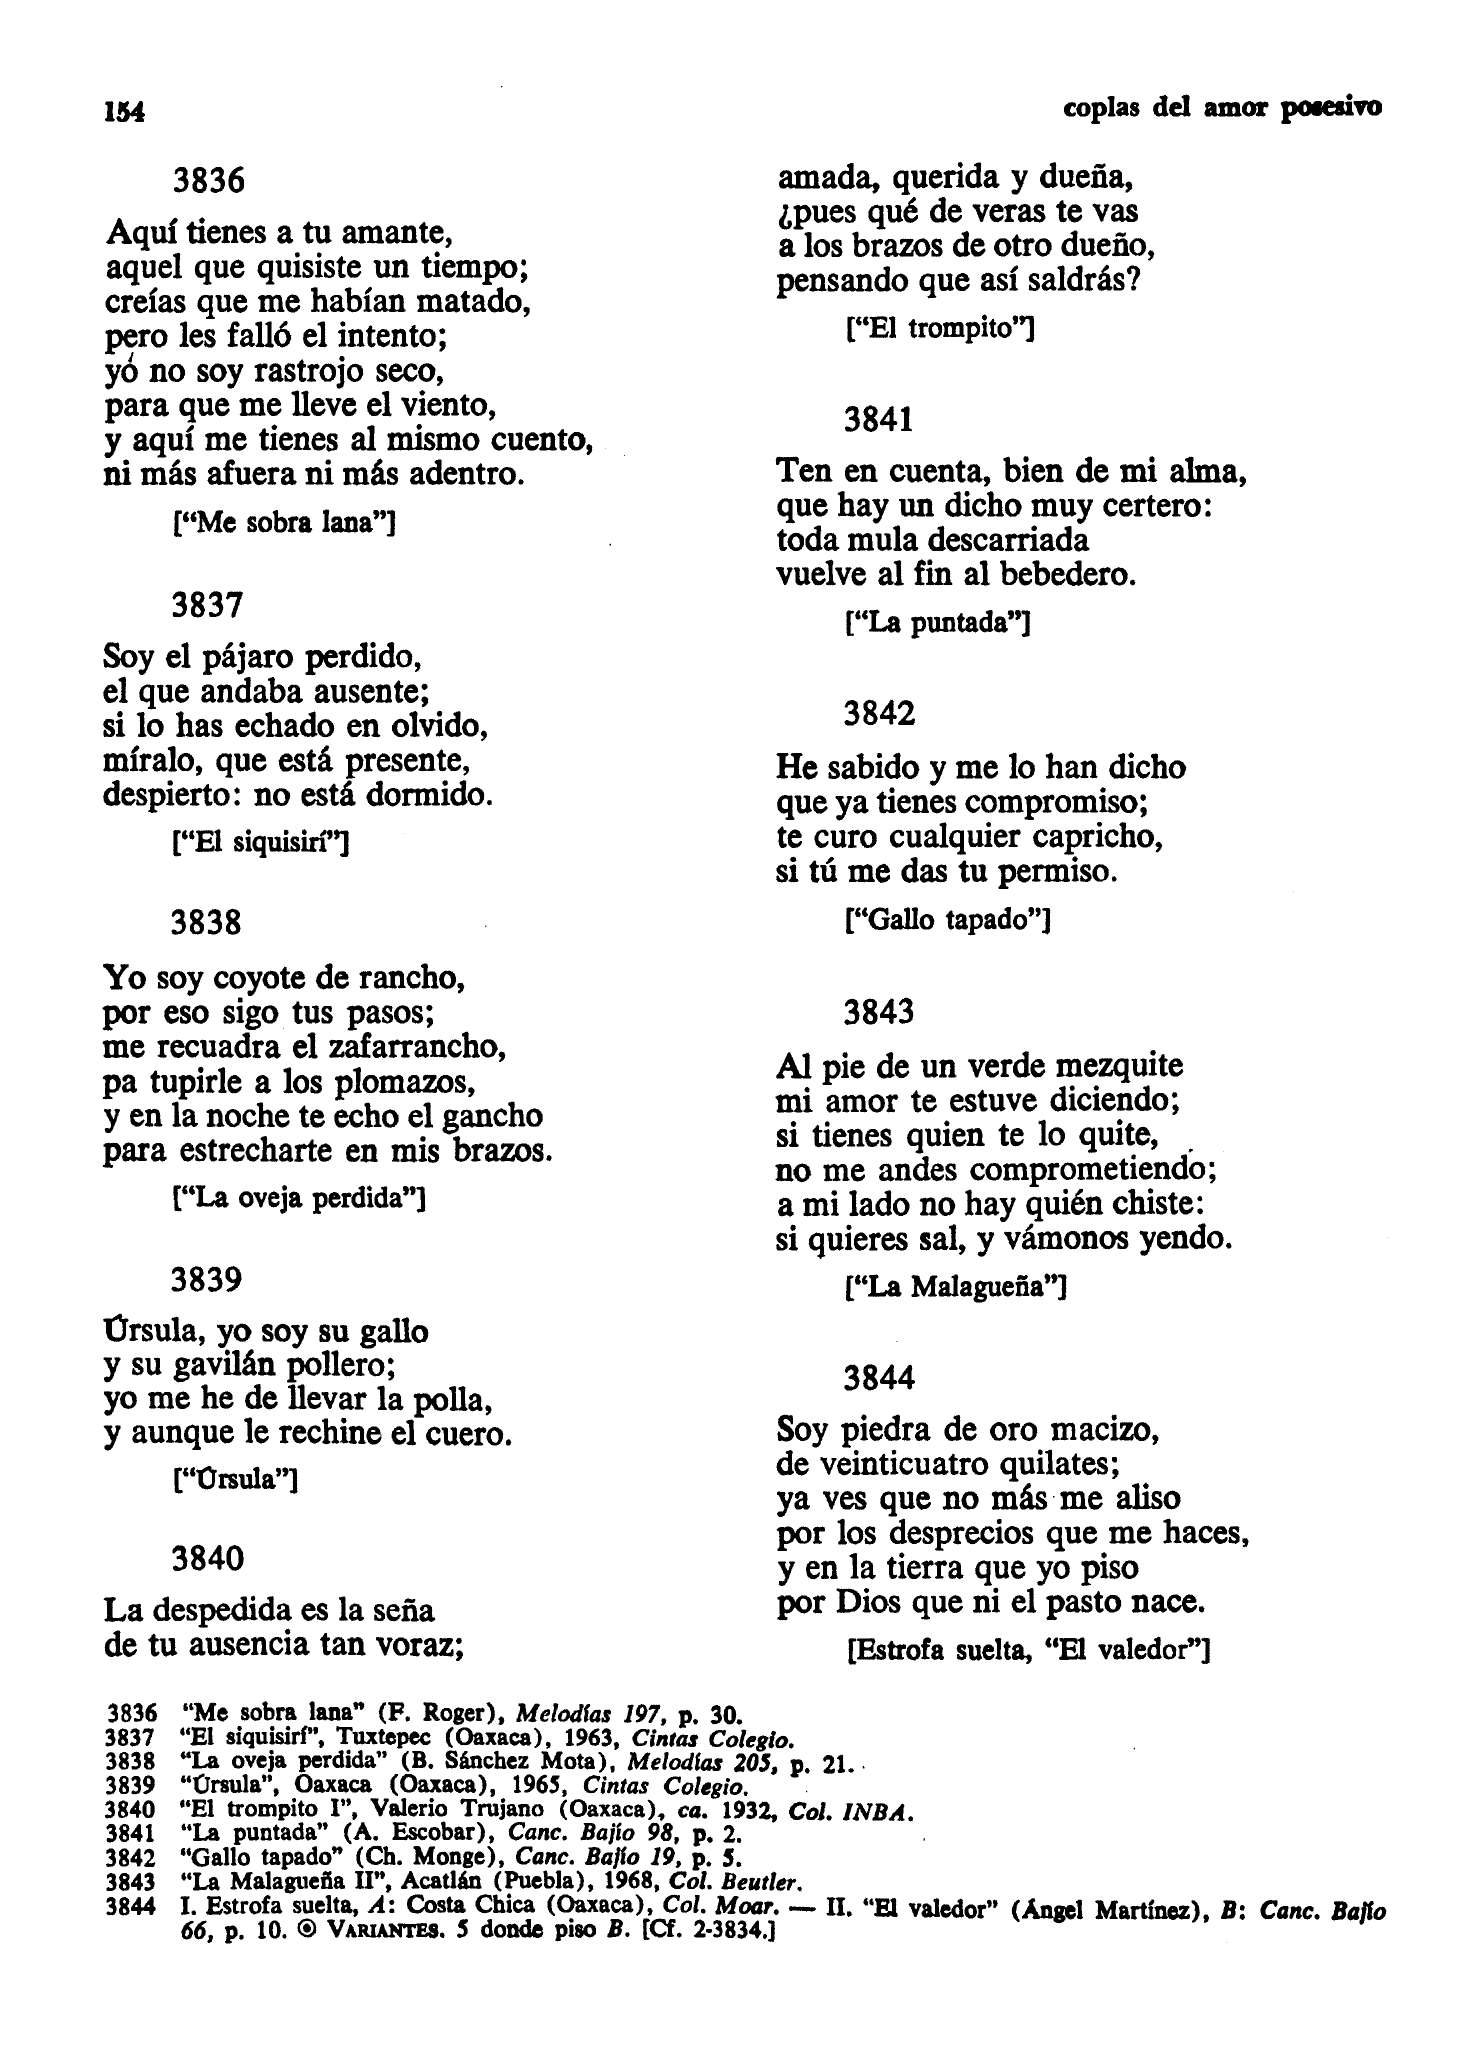 154
coplas del amor posesivo
3836
Aquí tienes a tu amante,
aquel que quisiste un tiempo;
creías que me habían matado,
pero les falló el intento;
yó no soy rastrojo seco,
para que me lleve el viento,
y aquí me tienes al mismo cuento,
ni más afuera ni más adentro.
[“Me sobra lana”]
3837
Soy el pájaro perdido,
el que andaba ausente;
si lo has echado en olvido,
míralo, que está presente,
despierto: no está dormido.
[“El siquisirí”]
3838
Yo soy coyote de rancho,
por eso sigo tus pasos;
me recuadra el zafarrancho,
pa tupirle a los plomazos,
y en la noche te echo el gancho
para estrecharte en mis brazos.
[“La oveja perdida”]
3839
Úrsula, yo soy su gallo
y su gavilán pollero;
yo me he de llevar la polla,
y aunque le rechine el cuero.
[“Úrsula”]
3840
La despedida es la seña
de tu ausencia tan voraz;
amada, querida y dueña,
¿pues qué de veras te vas
a los brazos de otro dueño,
pensando que así saldrás?
[“El trompito”]
3841
Ten en cuenta, bien de mi alma,
que hay un dicho muy certero:
toda mula descarriada
vuelve al fin al bebedero.
[“La puntada”]
3842
He sabido y me lo han dicho
que ya tienes compromiso;
te curo cualquier capricho,
si tú me das tu permiso.
[“Gallo tapado”]
3843
Al pie de un verde mezquite
mi amor te estuve diciendo;
si tienes quien te lo quite,
no me andes comprometiendo;
a mi lado no hay quién chiste:
si quieres sal, y vámonos yendo.
[“La Malagueña”]
3844
Soy piedra de oro macizo,
de veinticuatro quilates;
ya ves que no más me aliso
por los desprecios que me haces,
y en la tierra que yo piso
por Dios que ni el pasto nace.
[Estrofa suelta, “El valedor”]
3836 “Me sobra lana” (F. Roger), Melodías 197, p. 30.
3837 “El siquisirí”, Tuxtepec (Oaxaca), 1963, Cintas Colegio.
3838 “La oveja perdida” (B. Sánchez Mota), Melodías 205, p. 21.
3839 “Úrsula”, Oaxaca (Oaxaca), 1965, Cintas Colegio.
3840 “El trompito I”, Valerio Trujano (Oaxaca), ca. 1932, Col. INBA.
3841 “La puntada” (A. Escobar), Canc. Bajío 98, p. 2.
3842 “Gallo tapado” (Ch. Monge), Canc. Bajío 19, p. 5.
3843 “La Malagueña II”, Acatlán (Puebla), 1968, Col. Beutler.
3844 I. Estrofa suelta, A: Costa Chica (Oaxaca), Col. Moar. — II. “El valedor” (Ángel Martínez), B: Canc. Bajío
66, p. 10. ⊙ VARIANTES. 5 donde piso B. [Cf. 2-3834.]